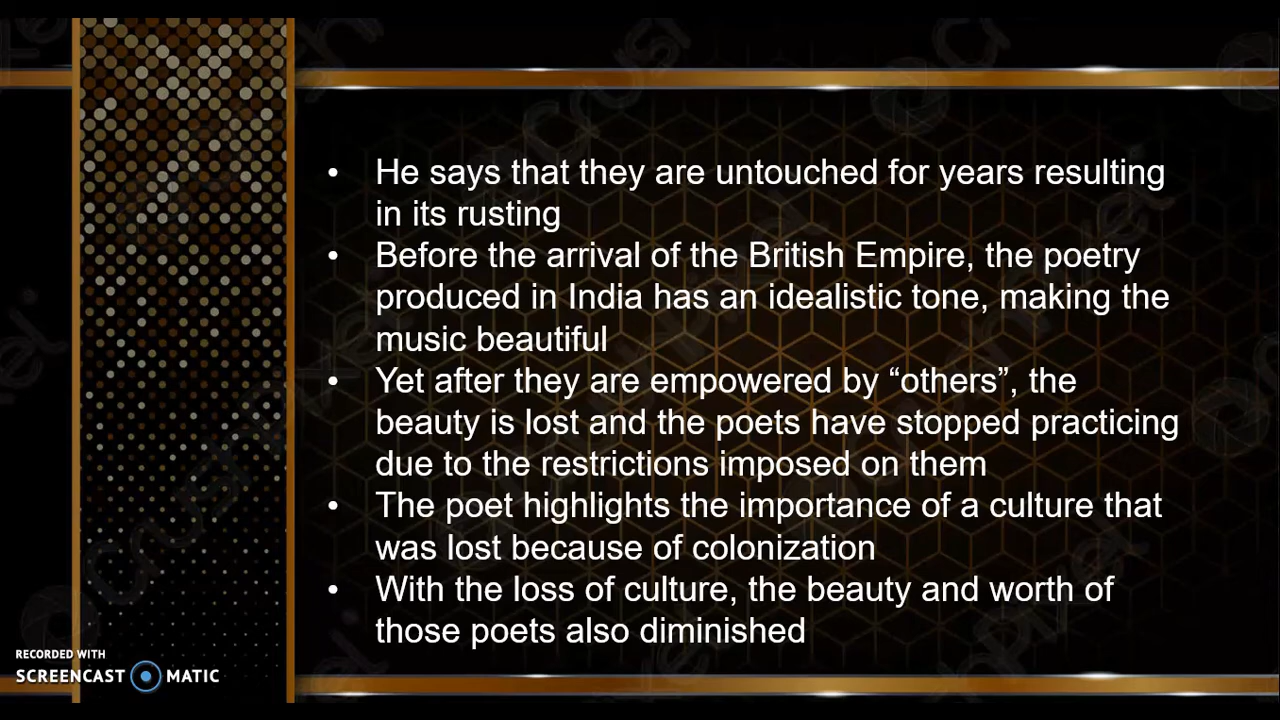 • He says that they are untouched for years resulting
in its rusting
• Before the arrival of the British Empire, the poetry
produced in India has an idealistic tone, making the
music beautiful
• Yet after they are empowered by “others”, the
beauty is lost and the poets have stopped practicing
due to the restrictions imposed on them
• The poet highlights the importance of a culture that
was lost because of colonization
• With the loss of culture, the beauty and worth of
those poets also diminished
RECORDED WITH
SCREENCAST MATIC